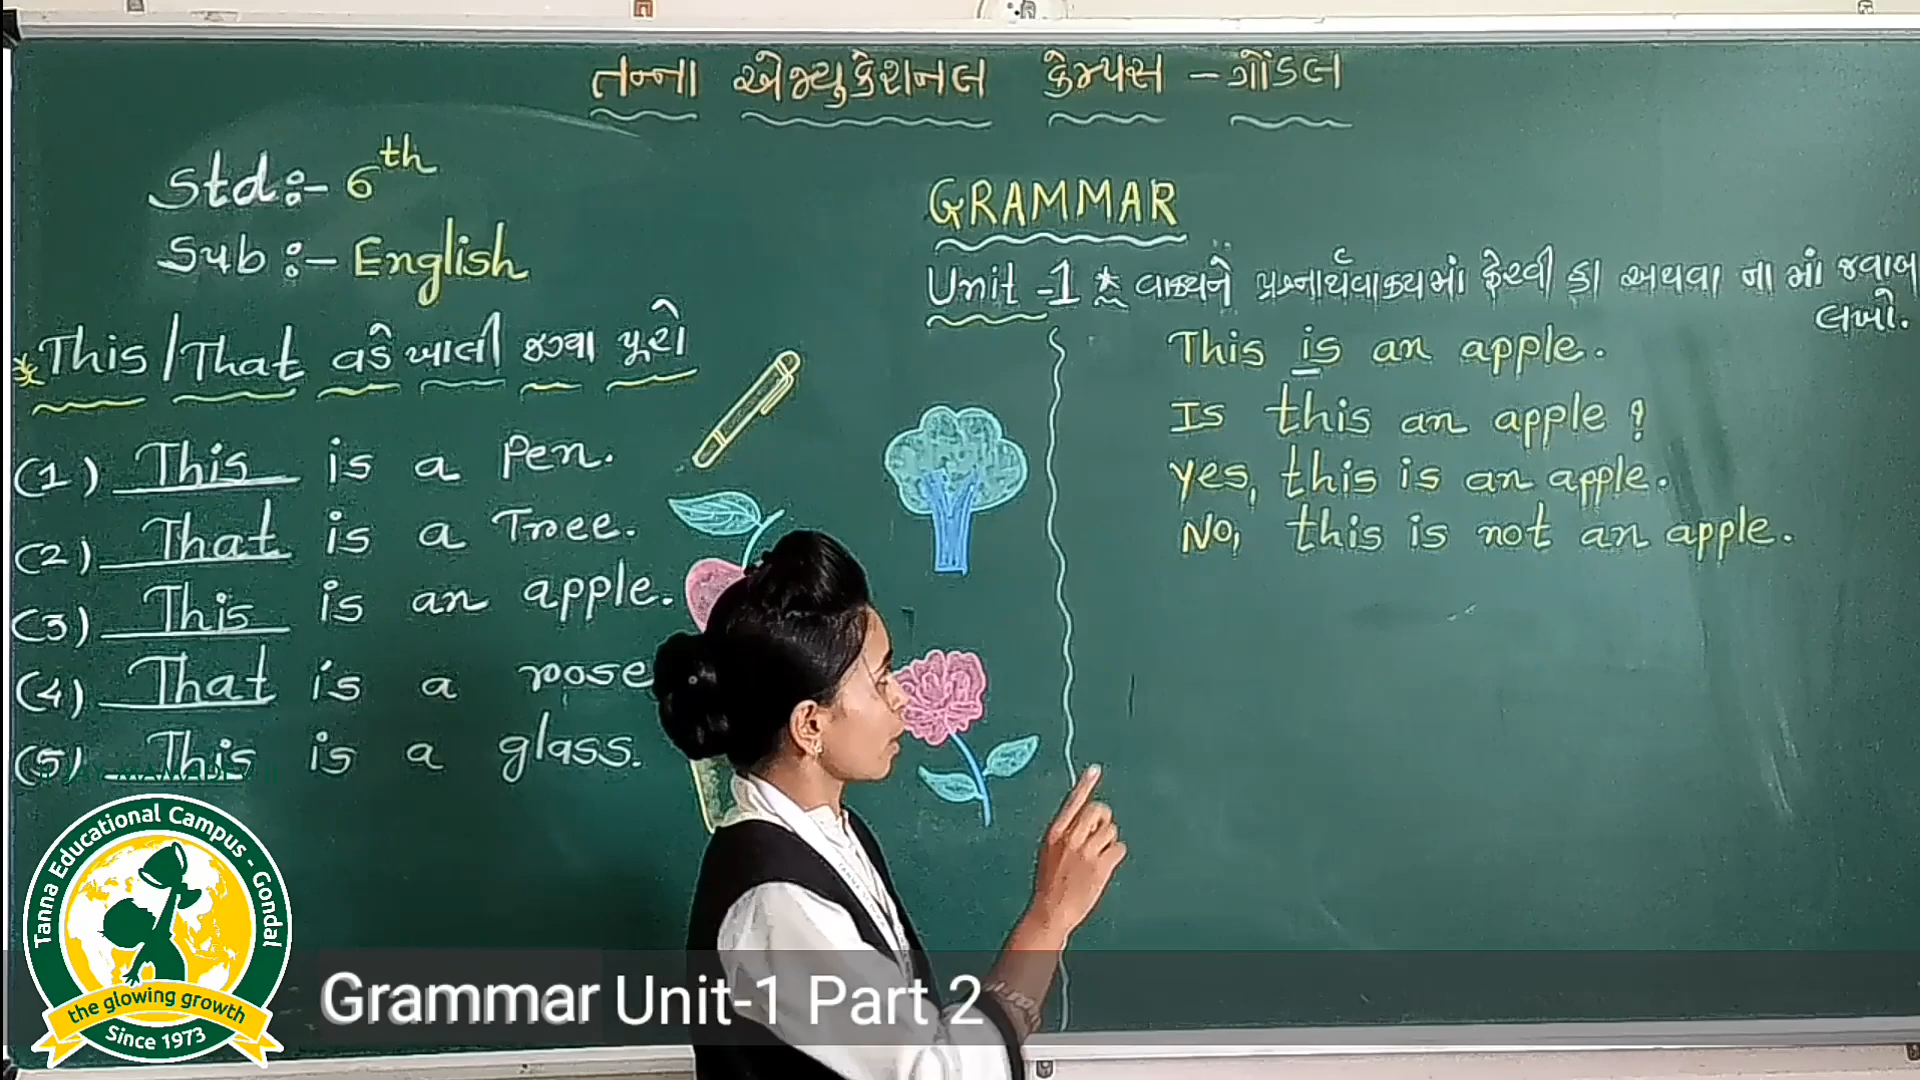 તન્ના એજ્યુકેશનલ કેમ્પસ - ગોંડલ
Std :- 6th
Sub :- English
* This / That વડે ખાલી જગ્યા પૂરો
(1) This is a Pen.
(2) That is a Tree.
(3) This is an apple.
(4) That is a rose
(5) This is a glass.
GRAMMAR
Unit - 1 * વાક્યને પ્રશ્નાર્થવાક્યમાં ફેરવી હા અથવા ના માં જવાબ
લખો.
This is an apple.
Is this an apple ?
Yes, this is an apple.
No, this is not an apple.
Tanna Educational Campus - Gondal
the glowing growth
Since 1973
Grammar Unit-1 Part 2